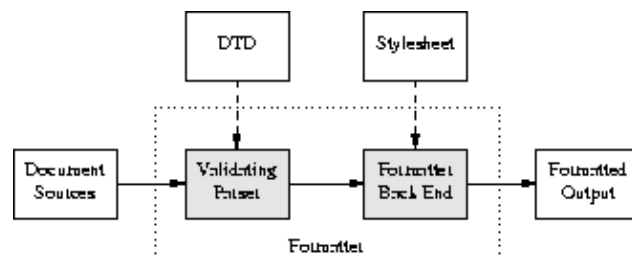 DTD
Stylesheet
Document
Sources
Validating
Parser
Formatter
Back End
Formatted
Output
Formatter